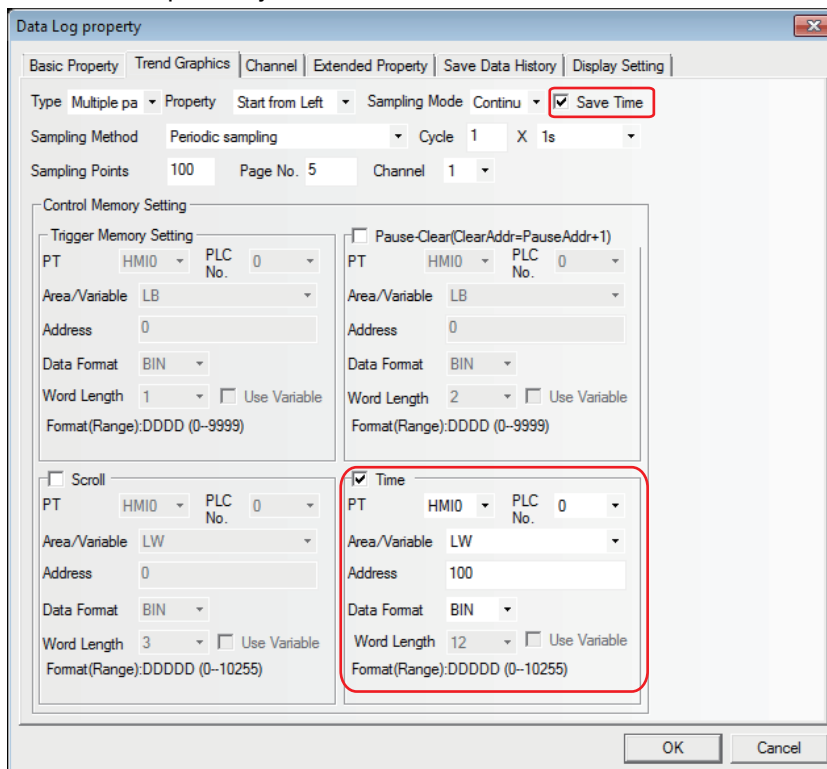 Data Log property
Basic Property Trend Graphics Channel Extended Property Save Data History Display Setting
Type Multiple pa Property Start from Left Sampling Mode Continu Save Time
Sampling Method Periodic sampling Cycle 1 X 1s
Sampling Points 100 Page No. 5 Channel 1
Control Memory Setting
Trigger Memory Setting
PT HMI0 PLC No. 0
Area/Variable LB
Address 0
Data Format BIN
Word Length 1 Use Variable
Format(Range):DDDD (0--9999)
Pause-Clear(ClearAddr=PauseAddr+1)
PT HMI0 PLC No. 0
Area/Variable LB
Address 0
Data Format BIN
Word Length 2 Use Variable
Format(Range):DDDD (0--9999)
Scroll
PT HMI0 PLC No. 0
Area/Variable LW
Address 0
Data Format BIN
Word Length 3 Use Variable
Format(Range):DDDDD (0--10255)
Time
PT HMI0 PLC No. 0
Area/Variable LW
Address 100
Data Format BIN
Word Length 12 Use Variable
Format(Range):DDDDD (0--10255)
OK Cancel